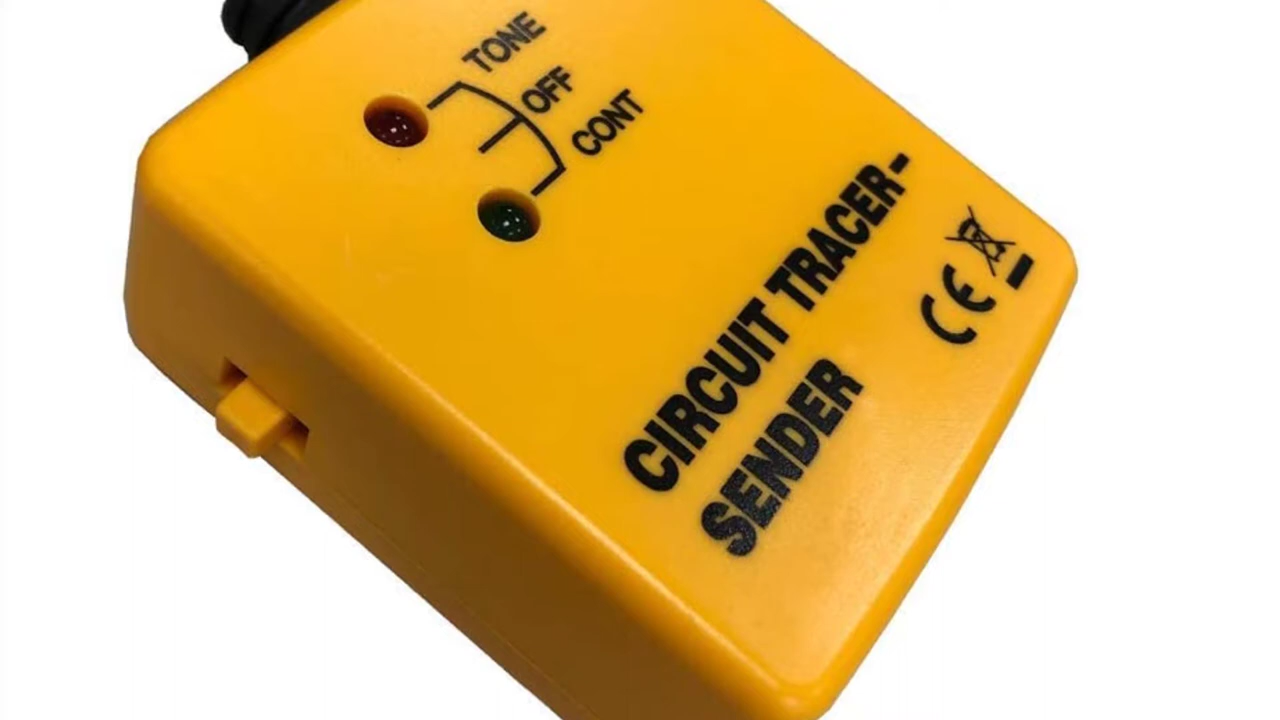 TONE
OFF
CONT
CIRCUIT TRACER-
SENDER
CE